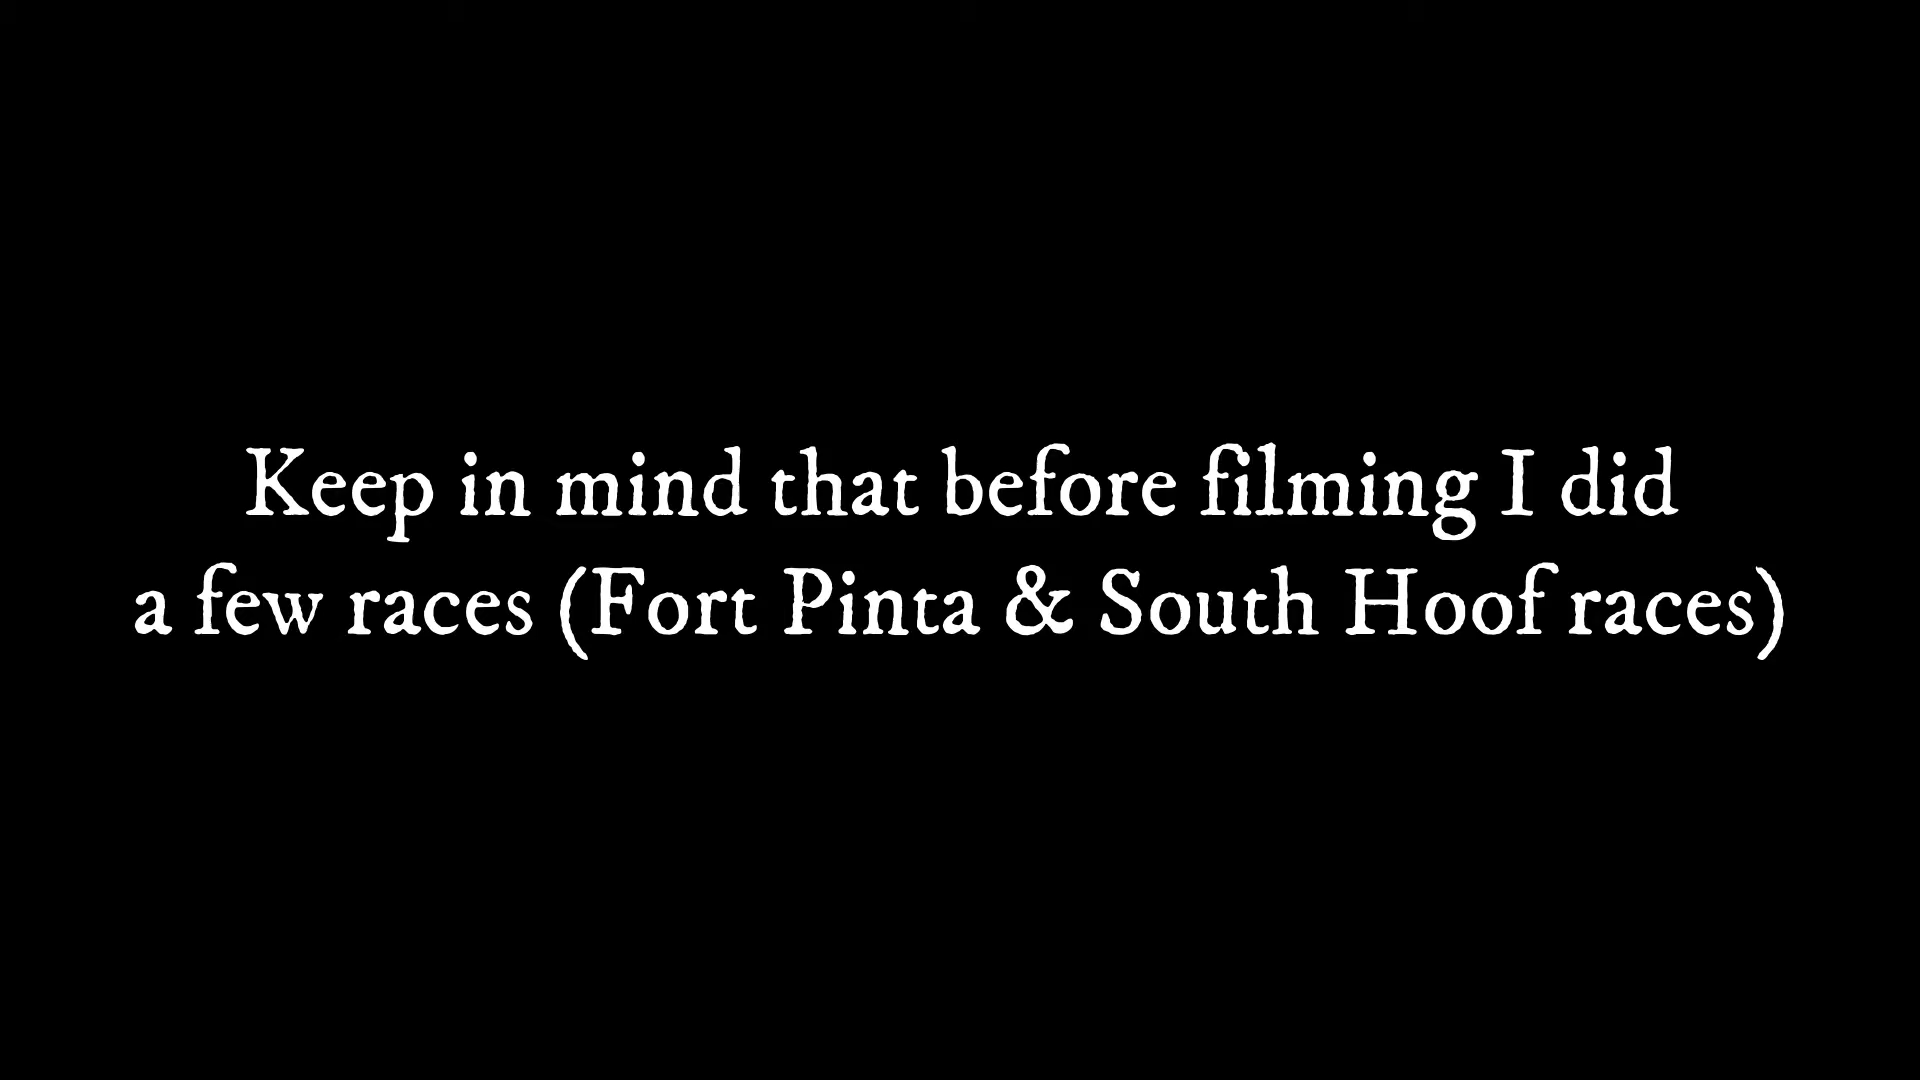 Keep in mind that before filming I did
a few races (Fort Pinta & South Hoof races)